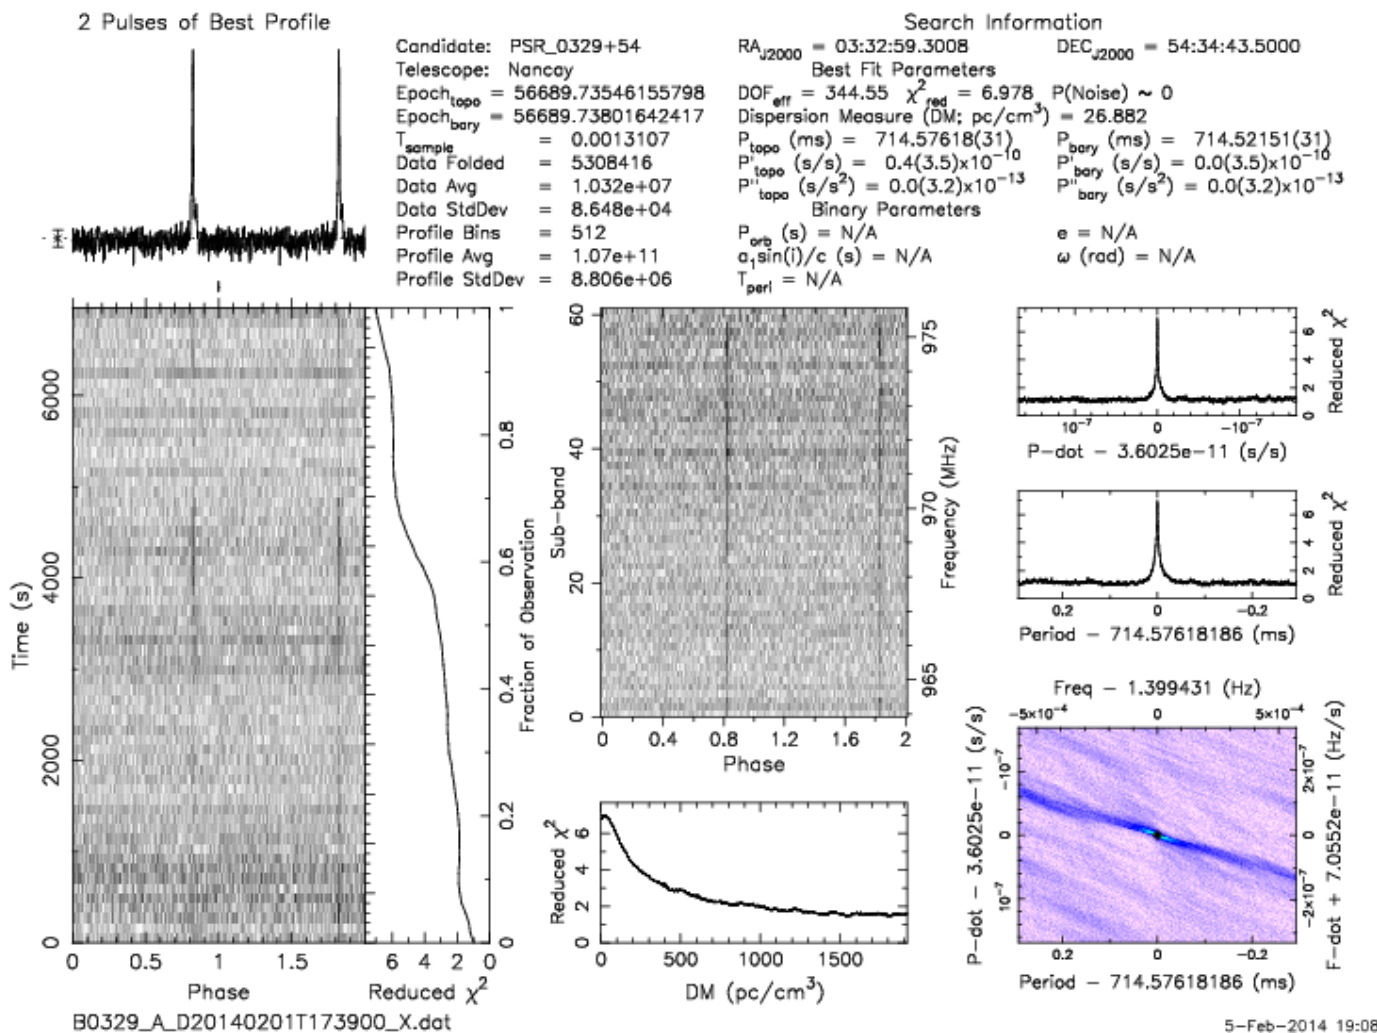 2 Pulses of Best Profile
Search Information
Candidate: PSR_0329+54
RA_J2000 = 03:32:59.3008
DEC_J2000 = 54:34:43.5000
Telescope: Nancay
Best Fit Parameters
Epoch_topo = 56689.73546155798
DOF_eff = 344.55 χ²_red = 6.978 P(Noise) ~ 0
Epoch_bary = 56689.73801642417
Dispersion Measure (DM; pc/cm³) = 26.882
T_sample = 0.0013107
P_topo (ms) = 714.57618(31)
P_bary (ms) = 714.52151(31)
Data Folded = 5308416
P'_topo (s/s) = 0.4(3.5)x10⁻¹⁰
P'_bary (s/s) = 0.0(3.5)x10⁻¹⁰
Data Avg = 1.032e+07
P''_topo (s/s²) = 0.0(3.2)x10⁻¹³
P''_bary (s/s²) = 0.0(3.2)x10⁻¹³
Data StdDev = 8.648e+04
Binary Parameters
Profile Bins = 512
P_orb (s) = N/A
e = N/A
Profile Avg = 1.07e+11
a₁sin(i)/c (s) = N/A
ω (rad) = N/A
Profile StdDev = 8.806e+06
T_peri = N/A
Time (s)
0 2000 4000 6000
0 0.5 1 1.5
Phase
6 4 2 0
Reduced χ²
0 0.2 0.4 0.6 0.8 1
Fraction of Observation
Sub-band
0 20 40 60
0 0.4 0.8 1.2 1.6 2
Phase
965 970 975
Frequency (MHz)
Reduced χ²
0 2 4 6
0 500 1000 1500
DM (pc/cm³)
0 2 4 6
Reduced χ²
10⁻⁷ 0 -10⁻⁷
P-dot - 3.6025e-11 (s/s)
0 2 4 6
Reduced χ²
0.2 0 -0.2
Period - 714.57618186 (ms)
Freq - 1.399431 (Hz)
-5x10⁻⁴ 0 5x10⁻⁴
P-dot - 3.6025e-11 (s/s)
10⁻⁷ 0 -10⁻⁷
-2x10⁻⁷ 0 2x10⁻⁷
F-dot + 7.0552e-11 (Hz/s)
0.2 0 -0.2
Period - 714.57618186 (ms)
B0329_A_D20140201T173900_X.dat
5-Feb-2014 19:08